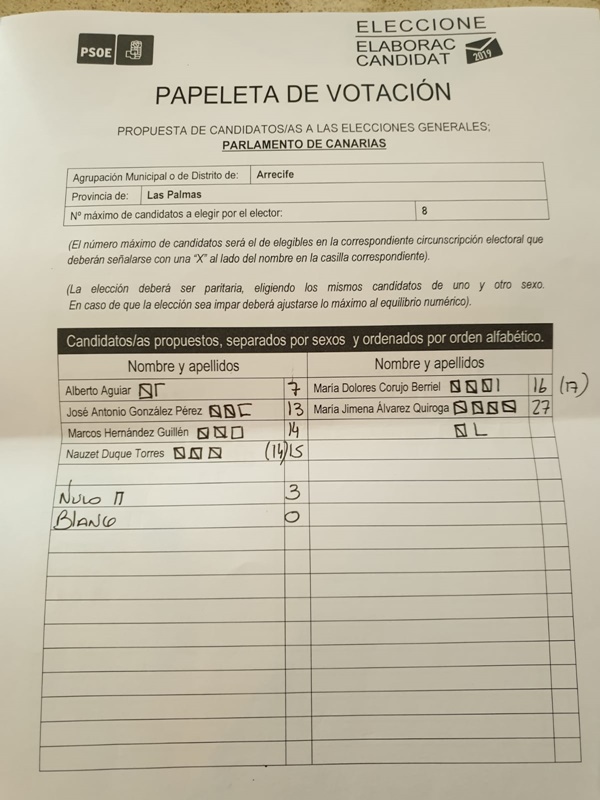 PSOE
ELECCIONE
ELABORAC
CANDIDAT
2019
PAPELETA DE VOTACIÓN
PROPUESTA DE CANDIDATOS/AS A LAS ELECCIONES GENERALES;
PARLAMENTO DE CANARIAS
Agrupación Municipal o de Distrito de: Arrecife
Provincia de: Las Palmas
Nº máximo de candidatos a elegir por el elector: 8
(El número máximo de candidatos será el de elegibles en la correspondiente circunscripción electoral que
deberán señalarse con una "X" al lado del nombre en la casilla correspondiente).
(La elección deberá ser paritaria, eligiendo los mismos candidatos de uno y otro sexo.
En caso de que la elección sea impar deberá ajustarse lo máximo al equilibrio numérico).
Candidatos/as propuestos, separados por sexos y ordenados por orden alfabético.
Nombre y apellidos Nombre y apellidos
Alberto Aguiar 7 María Dolores Corujo Berriel 16 (17)
José Antonio González Pérez 13 María Jimena Álvarez Quiroga 27
Marcos Hernández Guillén 14
Nauzet Duque Torres (14) 15
NULO 3
BLANCO 0